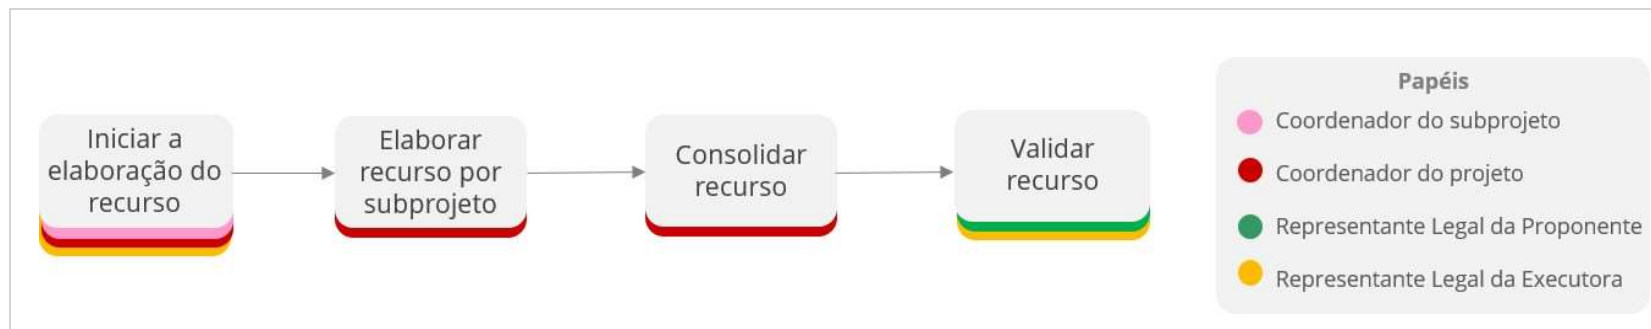 Iniciar a
elaboração do
recurso
Elaborar
recurso por
subprojeto
Consolidar
recurso
Validar
recurso
Papéis
Coordenador do subprojeto
Coordenador do projeto
Representante Legal da Proponente
Representante Legal da Executora